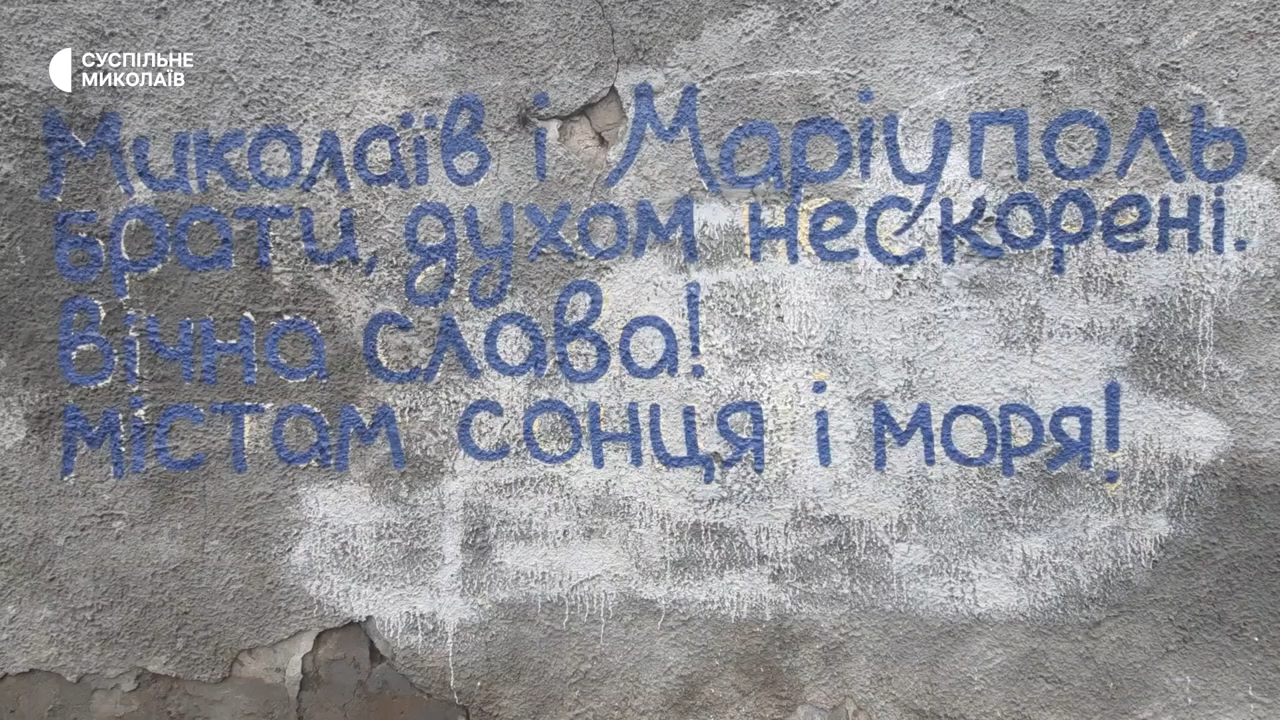 СУСПІЛЬНЕ
МИКОЛАЇВ
Миколаїв і Маріуполь
брати, духом нескорені.
вічна слава!
містам сонця і моря!